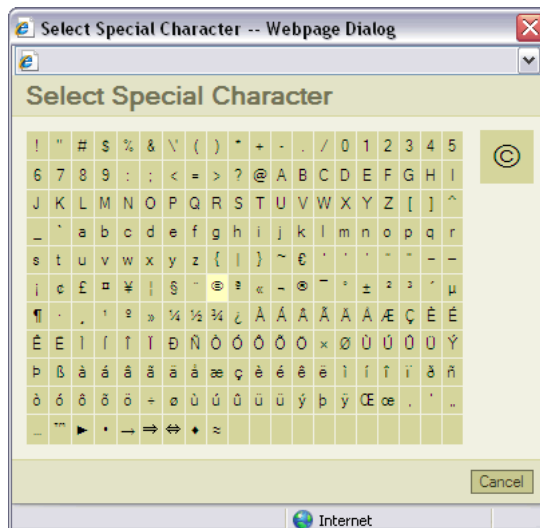 Select Special Character -- Webpage Dialog
Select Special Character
! " # $ % & \' ( ) * + - . / 0 1 2 3 4 5
©
6 7 8 9 : ; < = > ? @ A B C D E F G H I
J K L M N O P Q R S T U V W X Y Z [ ] ^
_ ` a b c d e f g h i j k l m n o p q r
s t u v w x y z { | } ~ €
¡ ¢ £ ¤ ¥ ¦ § ¨ © ª « ¬ ® ¯ ° ± ² ³ ´ µ
¶ · ¸ ¹ º » ¼ ½ ¾ ¿ À Á Â Ã Ä Å Æ Ç È É
Ê Ë Ì Í Î Ï Ð Ñ Ò Ó Ô Õ Ö × Ø Ù Ú Û Ü Ý
Þ ß à á â ã ä å æ ç è é ê ë ì í î ï ð ñ
ò ó ô õ ö ÷ ø ù ú û ü ü ý þ ÿ Œ œ
™ ► • → ⇒ ⇔ ♦ ≈
Cancel
Internet